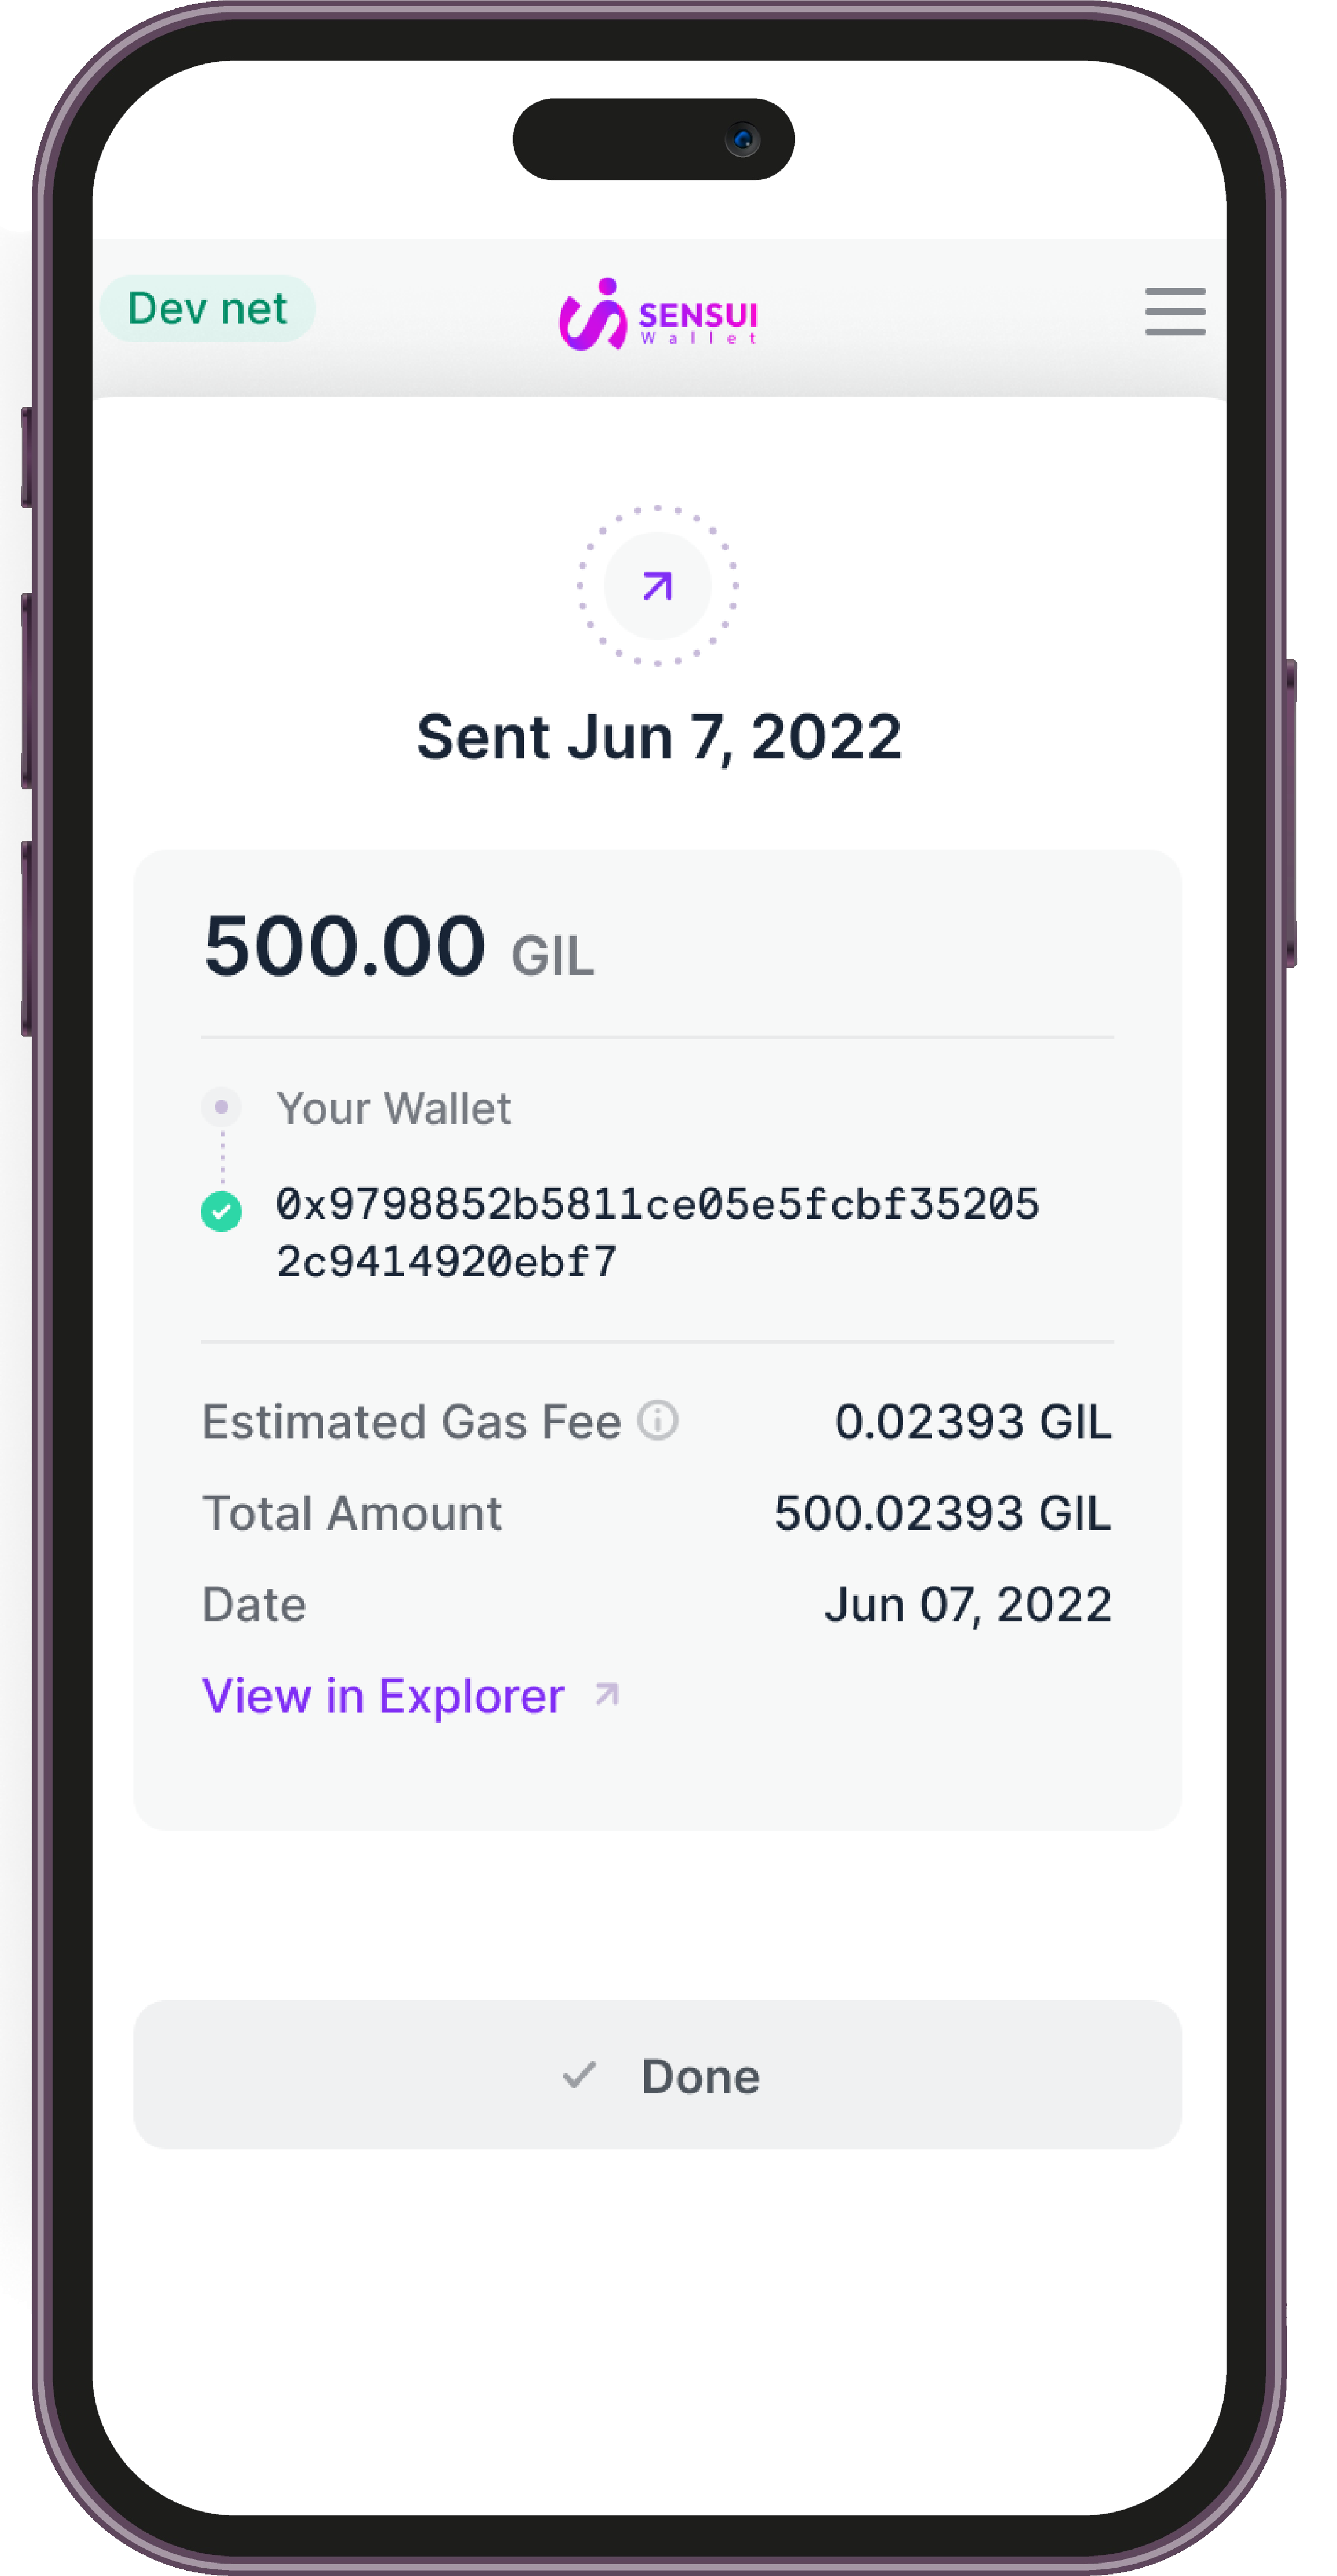 Dev net
SENSUI
Wallet
Sent Jun 7, 2022
500.00 GIL
Your Wallet
0x9798852b5811ce05e5fcbf35205
2c9414920ebf7
Estimated Gas Fee 0.02393 GIL
Total Amount 500.02393 GIL
Date Jun 07, 2022
View in Explorer
Done